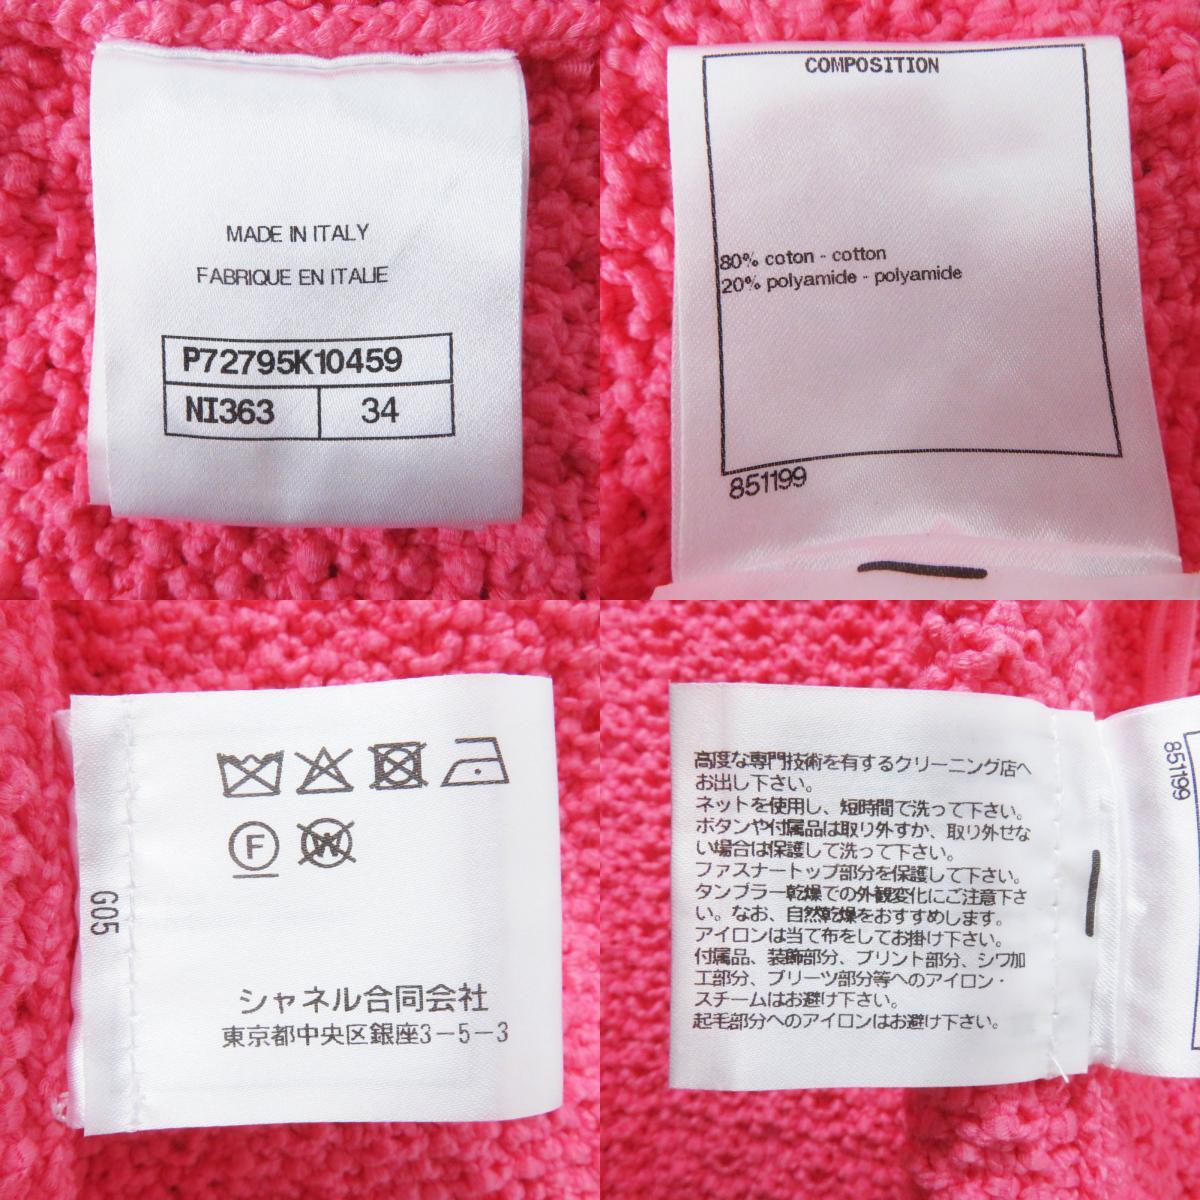 MADE IN ITALY
FABRIQUE EN ITALIE
P72795K10459
NI363 34
COMPOSITION
80% coton - cotton
20% polyamide - polyamide
851199
F W
G05
シャネル合同会社
東京都中央区銀座3-5-3
高度な専門技術を有するクリーニング店へ
お出し下さい。
ネットを使用し、短時間で洗って下さい。
ボタンや付属品は取り外すか、取り外せな
い場合は保護して洗って下さい。
ファスナートップ部分を保護して下さい。
タンブラー乾燥での外観変化にご注意下さ
い。なお、自然乾燥をおすすめします。
アイロンは当て布をしてお掛け下さい。
付属品、装飾部分、プリント部分、シワ加
工部分、プリーツ部分等へのアイロン・
スチームはお避け下さい。
起毛部分へのアイロンはお避け下さい。
851199